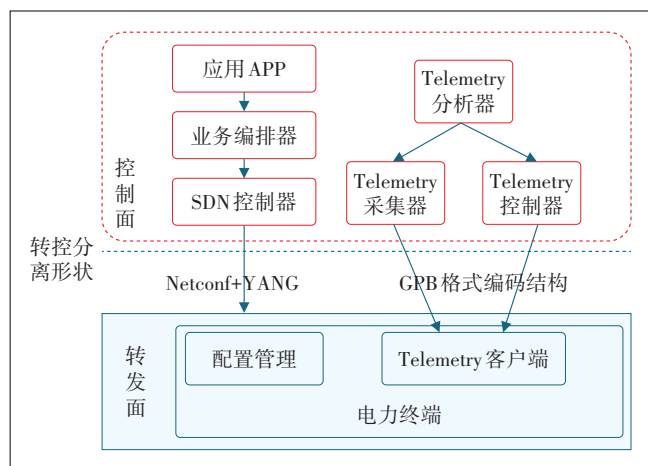 应用APP
业务编排器
SDN控制器
Telemetry
分析器
Telemetry
采集器
Telemetry
控制器
控制面
转控分
离形状
Netconf+YANG
GPB格式编码结构
转发面
配置管理
Telemetry客户端
电力终端